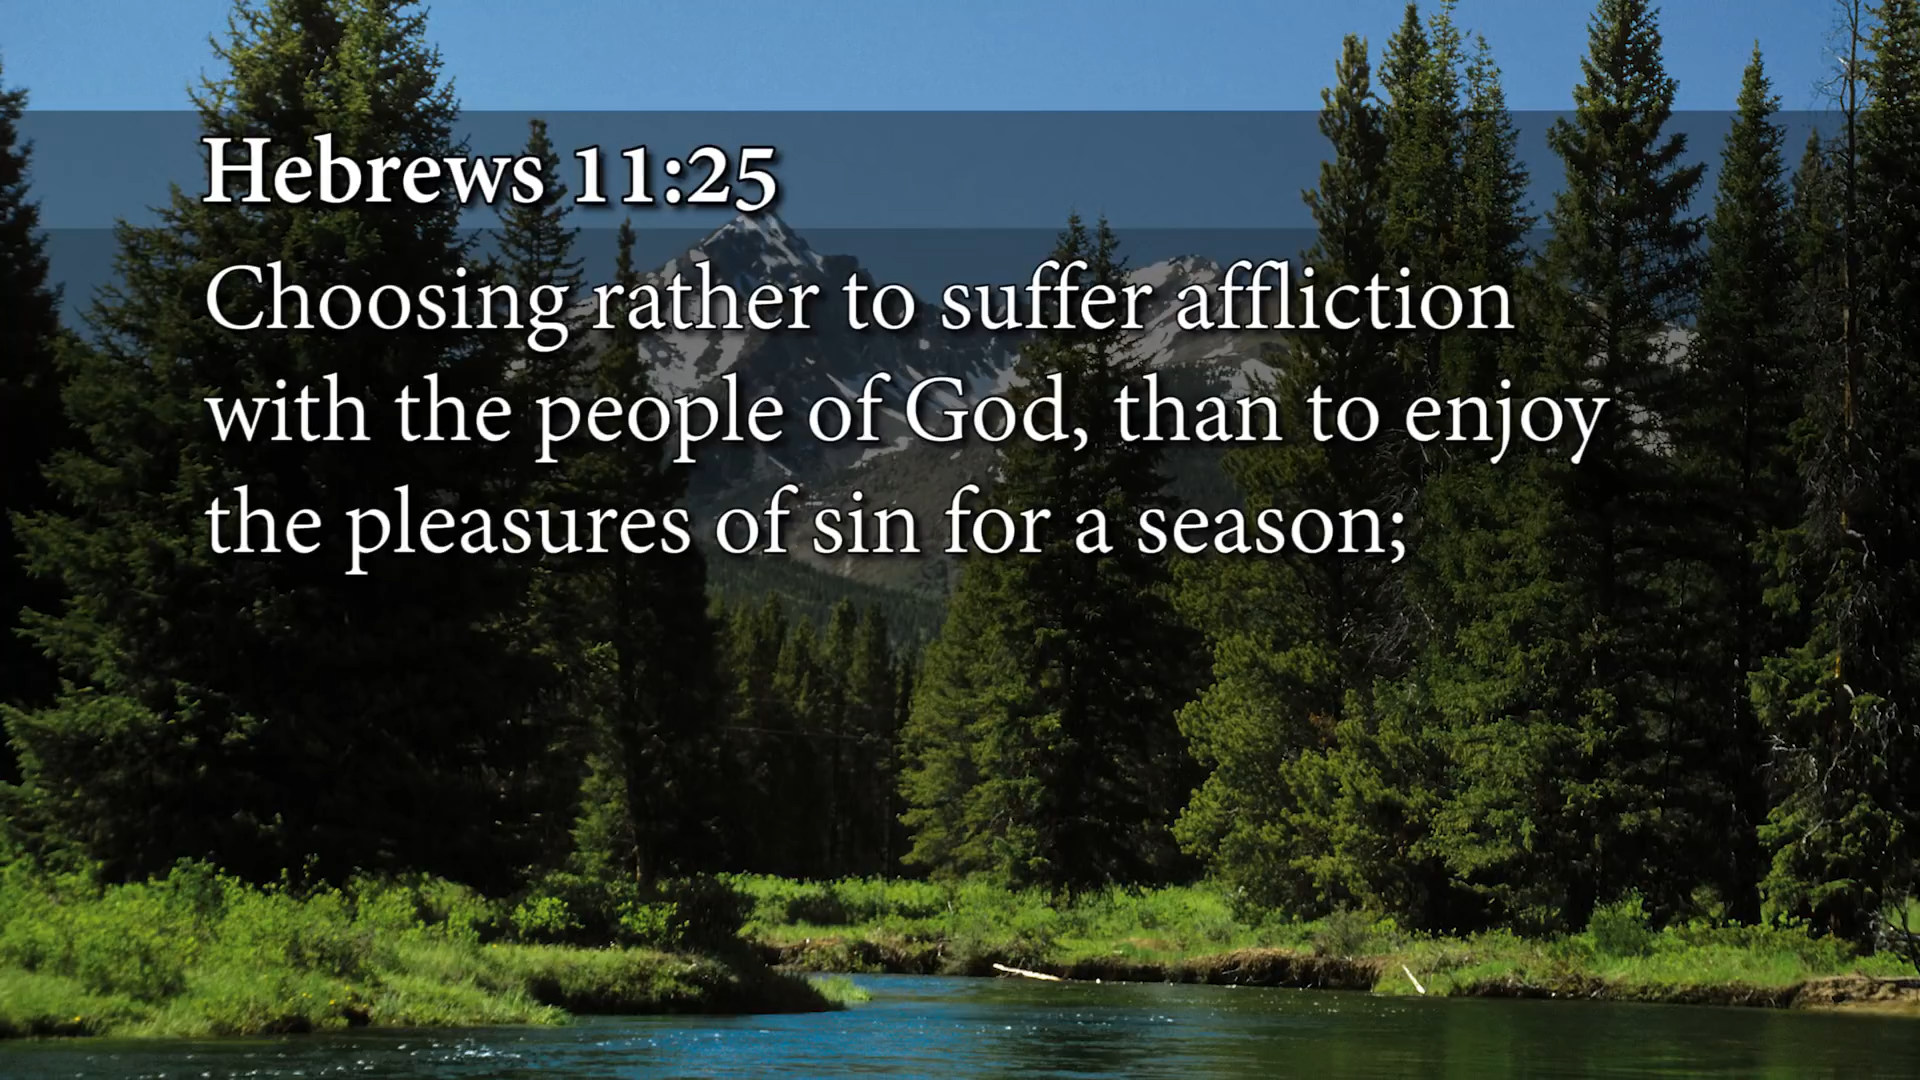 Hebrews 11:25
Choosing rather to suffer affliction
with the people of God, than to enjoy
the pleasures of sin for a season;